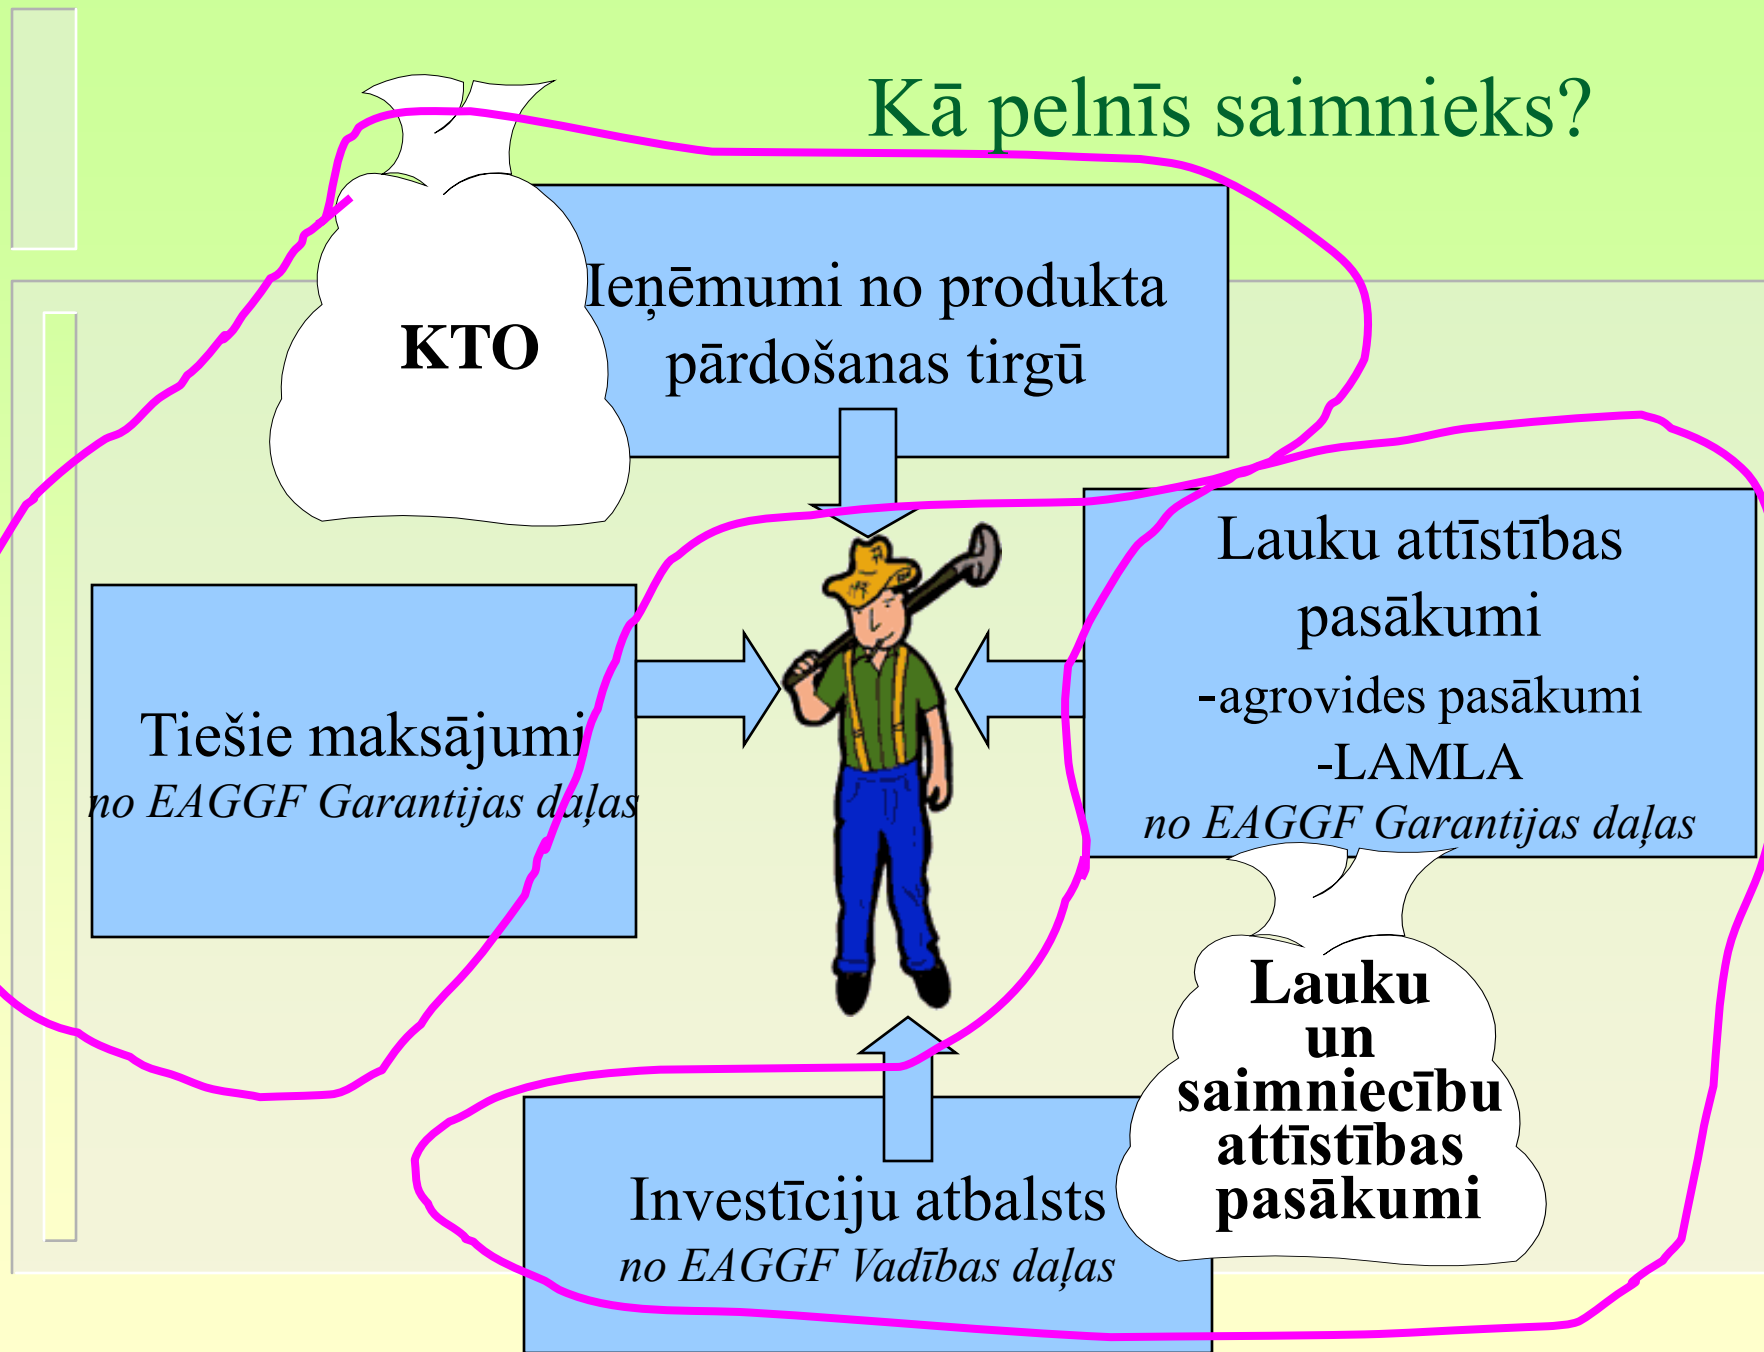 Kā pelnīs saimnieks?
KTO
Ieņēmumi no produkta
pārdošanas tirgū
Tiešie maksājumi
no EAGGF Garantijas daļas
Lauku attīstības
pasākumi
-agrovides pasākumi
-LAMLA
no EAGGF Garantijas daļas
Lauku
un
saimniecību
attīstības
pasākumi
Investīciju atbalsts
no EAGGF Vadības daļas